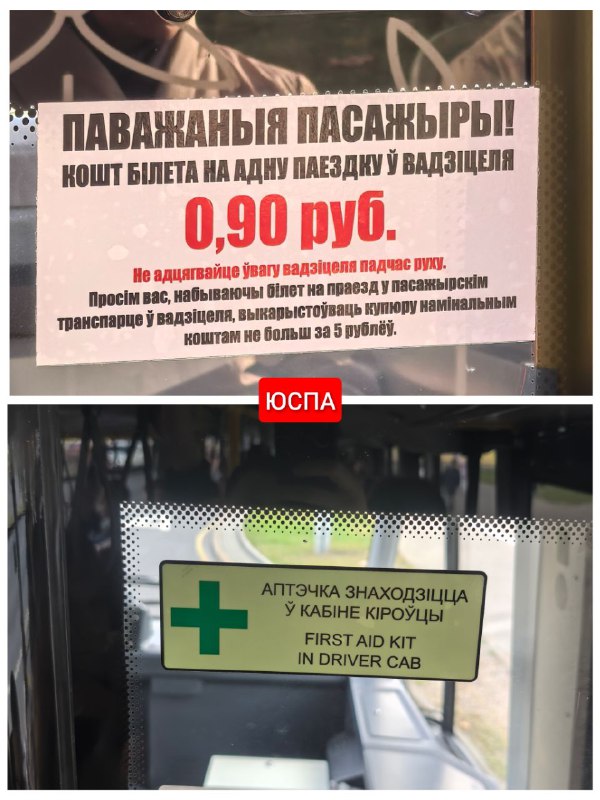 ПАВАЖАНЫЯ ПАСАЖЫРЫ!
КОШТ БІЛЕТА НА АДНУ ПАЕЗДКУ Ў ВАДЗІЦЕЛЯ
0,90 руб.
Не адцягвайце ўвагу вадзіцеля падчас руху.
Просім вас, набываючы білет на праезд у пасажырскім
транспарце ў вадзіцеля, выкарыстоўваць купюру намінальным
коштам не больш за 5 рублёў.
ЮСПА
АПТЭЧКА ЗНАХОДЗІЦЦА
Ў КАБІНЕ КІРОЎЦЫ
FIRST AID KIT
IN DRIVER CAB